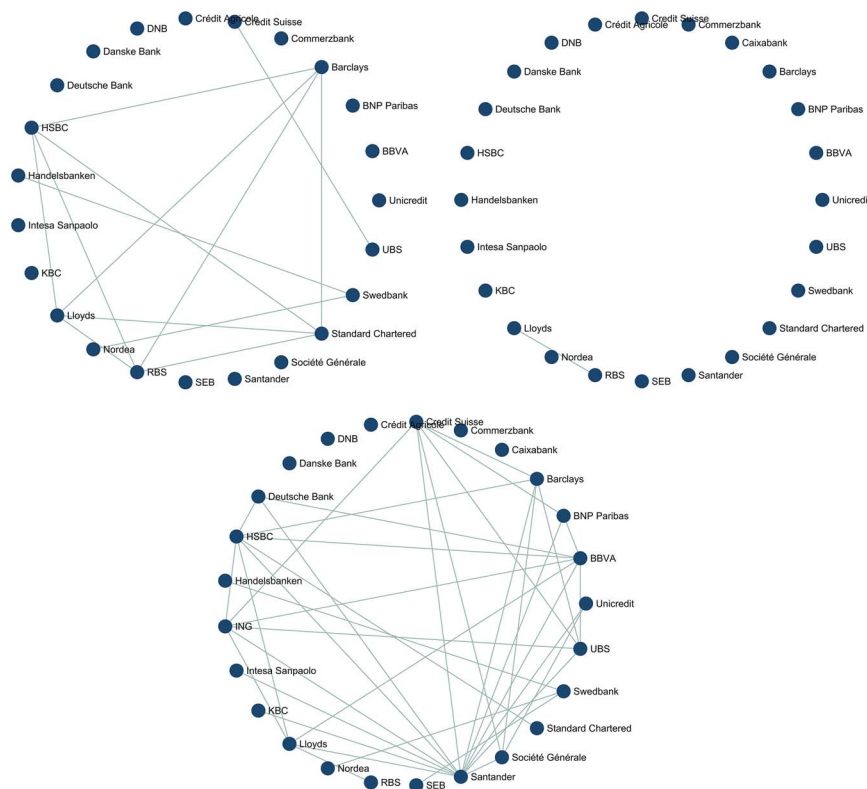 Crédit Agricole
Credit Suisse
DNB
Commerzbank
Danske Bank
Barclays
Deutsche Bank
BNP Paribas
HSBC
BBVA
Handelsbanken
Unicredit
Intesa Sanpaolo
UBS
KBC
Swedbank
Lloyds
Standard Chartered
Nordea
Société Générale
RBS
SEB
Santander
Credit Suisse
Crédit Agricole
Commerzbank
DNB
Caixabank
Danske Bank
Barclays
Deutsche Bank
BNP Paribas
HSBC
BBVA
Handelsbanken
Unicredi
Intesa Sanpaolo
UBS
KBC
Swedbank
Lloyds
Standard Chartered
Nordea
Société Générale
RBS
SEB
Santander
Credit Suisse
Crédit Agricole
Commerzbank
DNB
Caixabank
Danske Bank
Barclays
Deutsche Bank
BNP Paribas
HSBC
BBVA
Handelsbanken
Unicredit
ING
UBS
Intesa Sanpaolo
Swedbank
KBC
Standard Chartered
Lloyds
Société Générale
Nordea
Santander
RBS
SEB